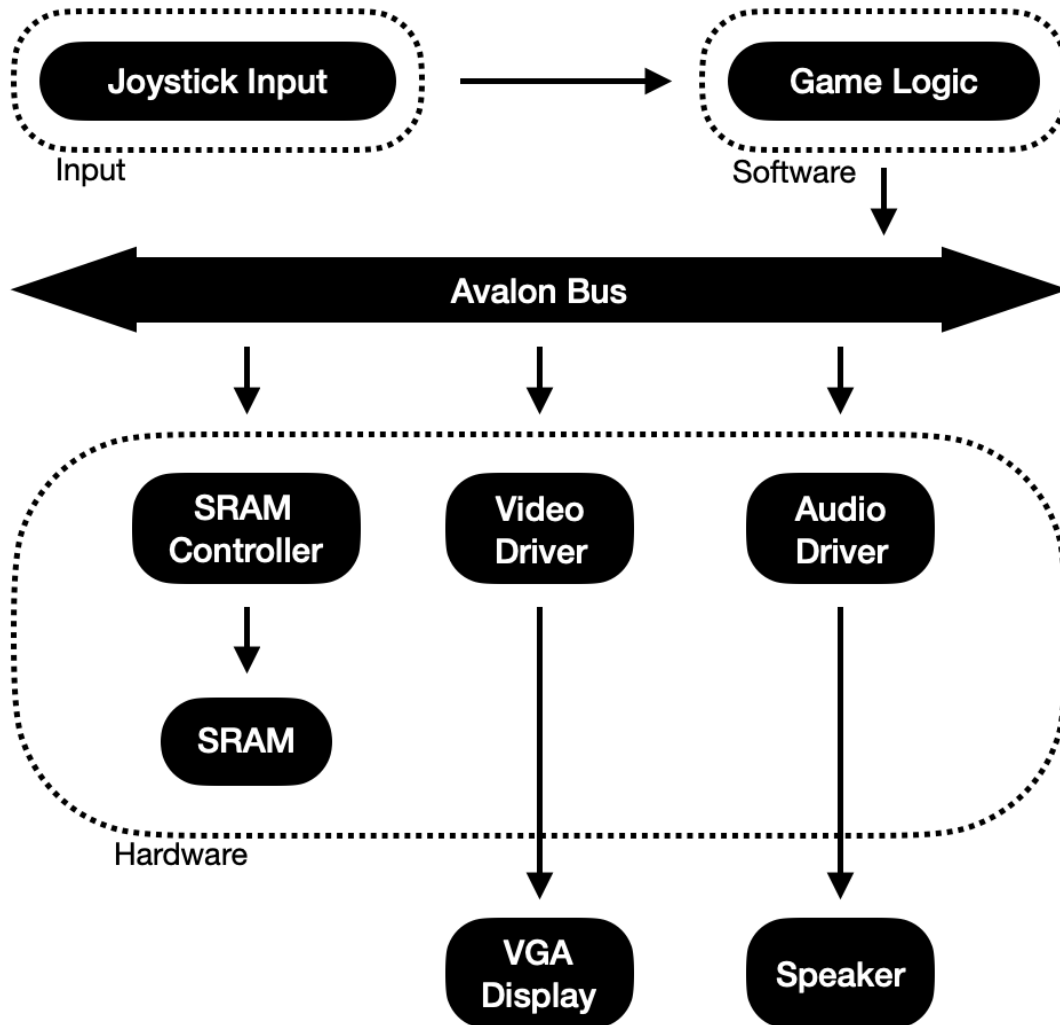 Joystick Input
Game Logic
Input
Software
Avalon Bus
SRAM
Controller
Video
Driver
Audio
Driver
SRAM
Hardware
VGA
Display
Speaker